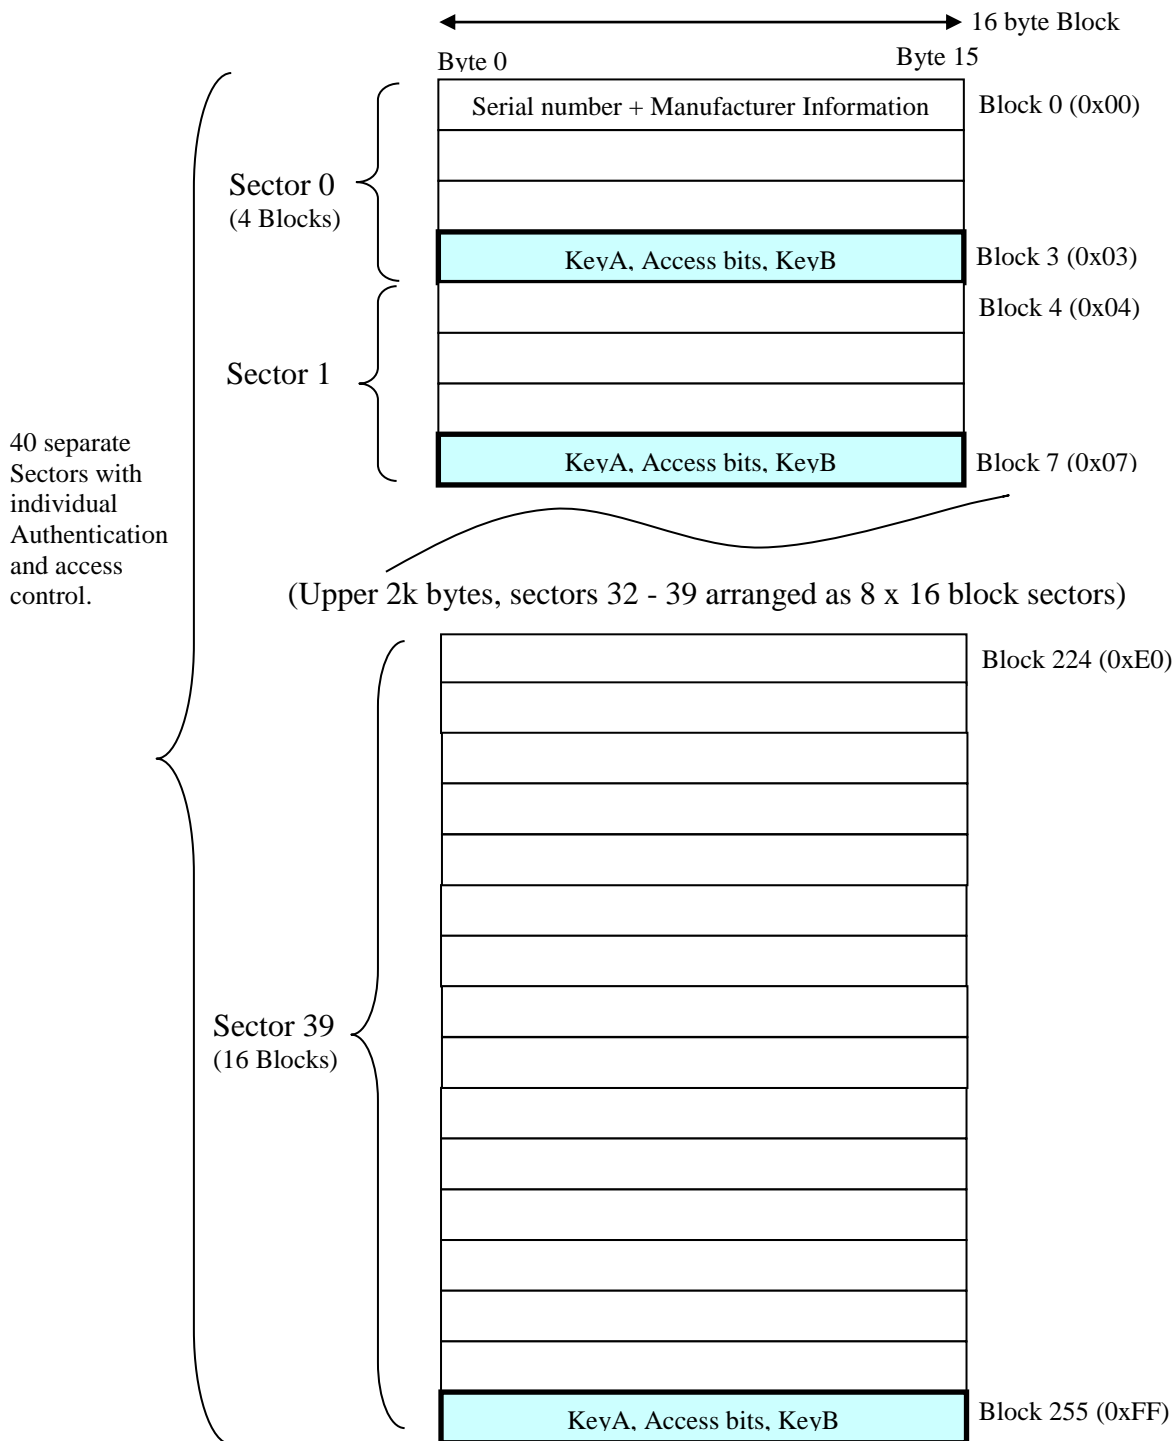 16 byte Block
Byte 0
Byte 15
Serial number + Manufacturer Information
Block 0 (0x00)
Sector 0
(4 Blocks)
KeyA, Access bits, KeyB
Block 3 (0x03)
Block 4 (0x04)
Sector 1
KeyA, Access bits, KeyB
Block 7 (0x07)
40 separate
Sectors with
individual
Authentication
and access
control.
(Upper 2k bytes, sectors 32 - 39 arranged as 8 x 16 block sectors)
Block 224 (0xE0)
Sector 39
(16 Blocks)
KeyA, Access bits, KeyB
Block 255 (0xFF)